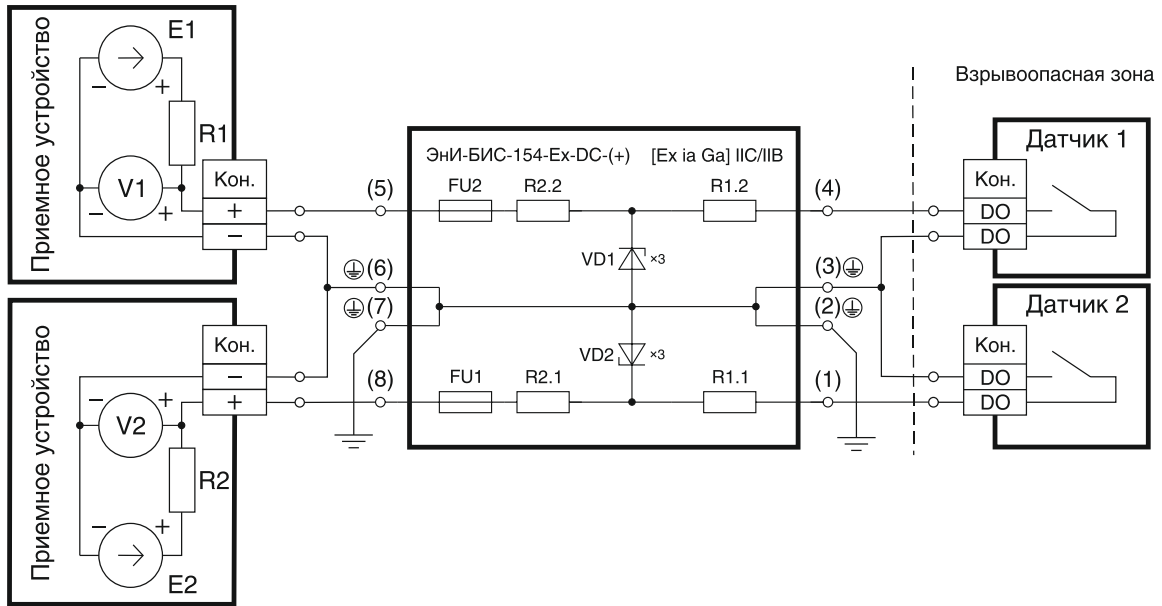 Приемное устройство
E1
−
+
R1
V1
−
+
Кон.
+
−
Приемное устройство
Кон.
−
+
−
+
V2
R2
−
+
E2
(5)
(6)
(7)
(8)
ЭнИ-БИС-154-Ex-DC-(+) [Ex ia Ga] IIC/IIB
FU2 R2.2 R1.2
VD1 ×3
VD2 ×3
FU1 R2.1 R1.1
(4)
(3)
(2)
(1)
Взрывоопасная зона
Датчик 1
Кон.
DO
DO
Датчик 2
Кон.
DO
DO